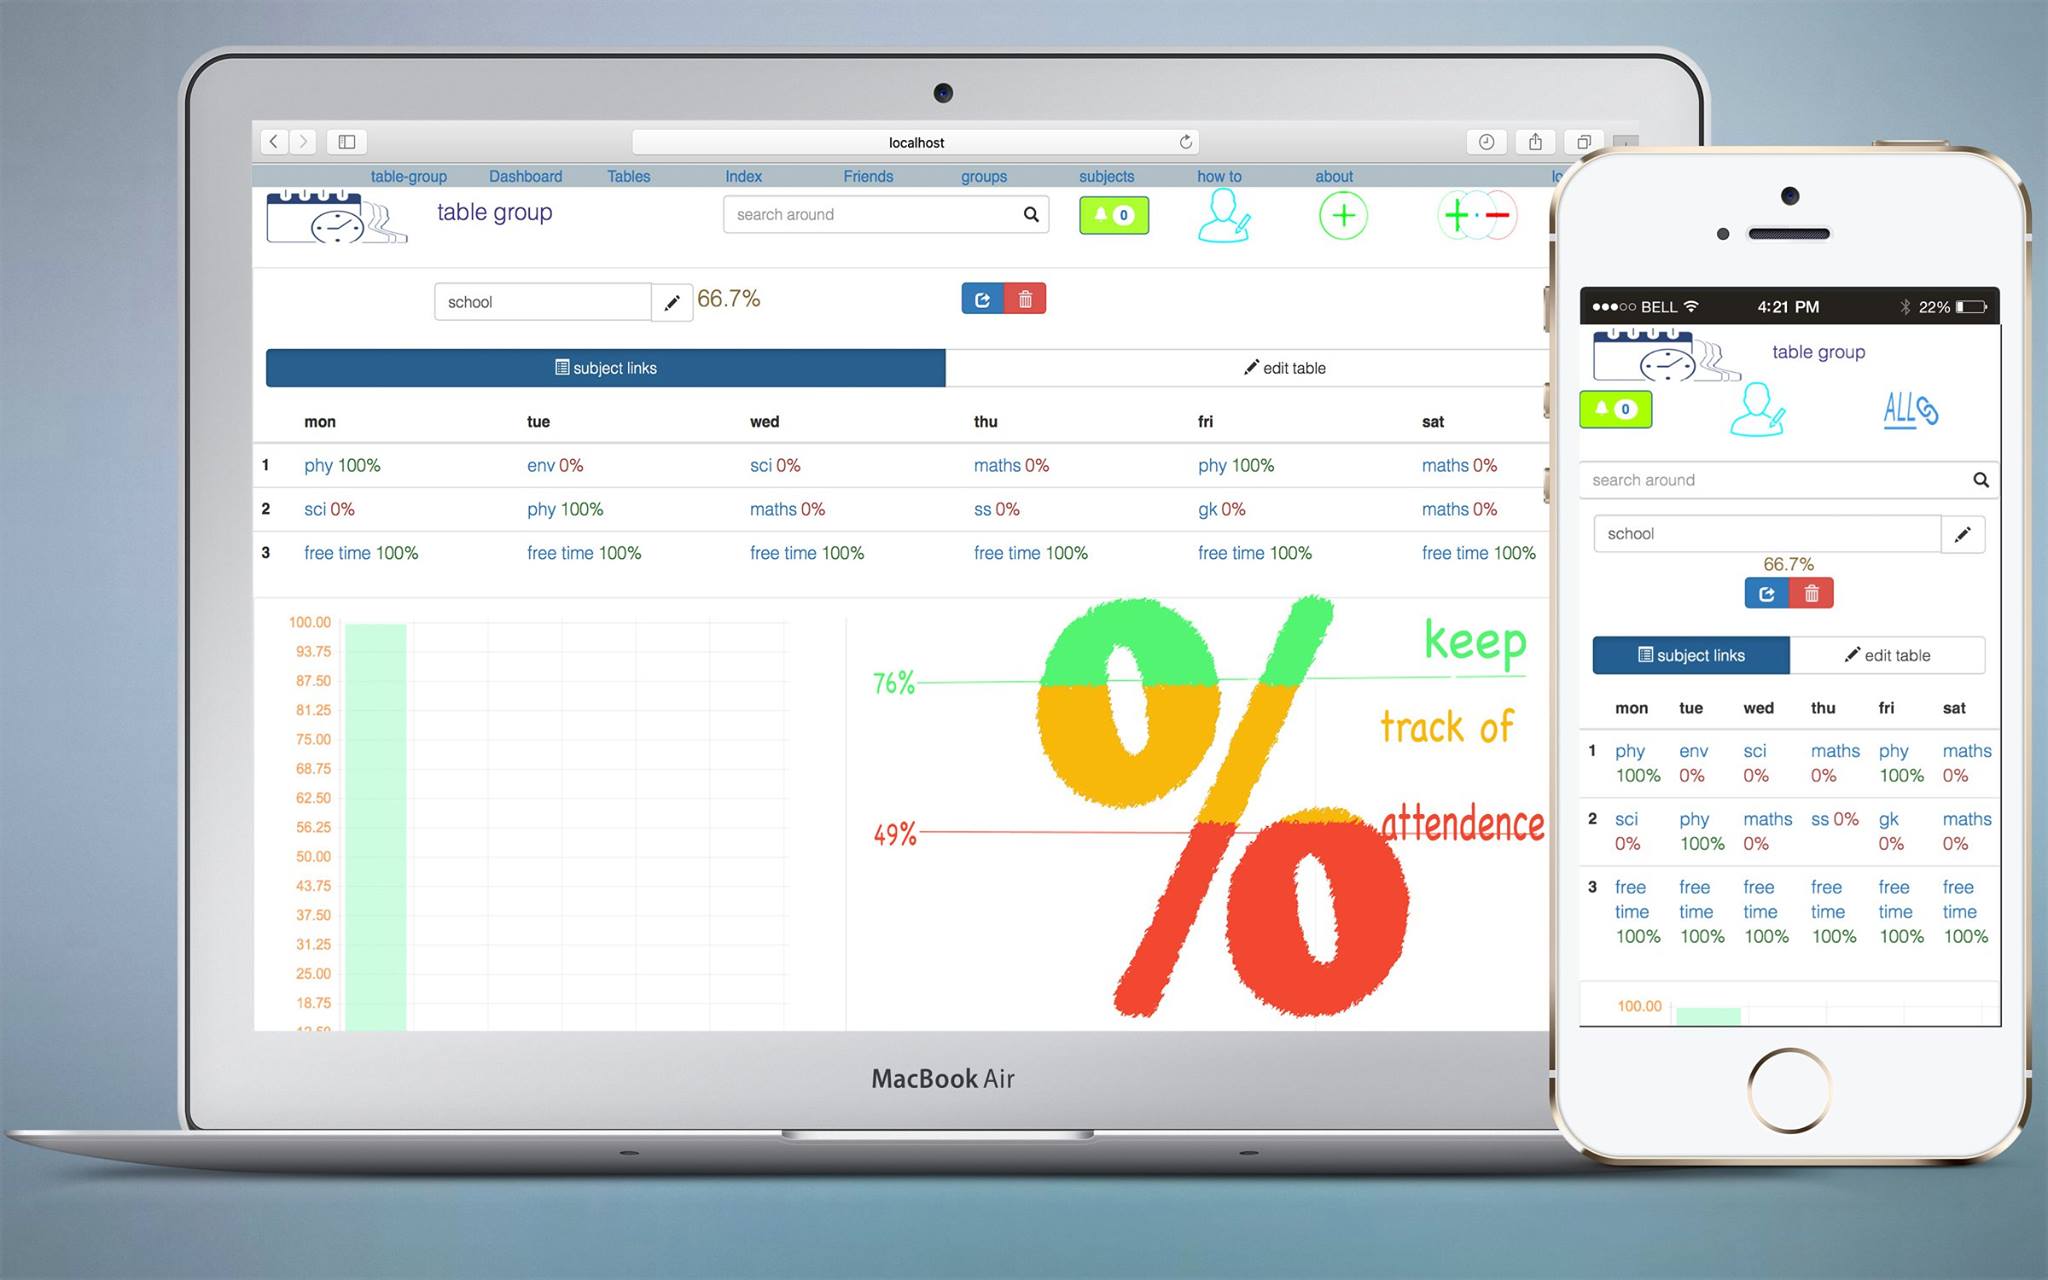 localhost
table-group Dashboard Tables Index Friends groups subjects how to about
table group
search around
0
school
66.7%
subject links
edit table
mon tue wed thu fri sat
1 phy 100% env 0% sci 0% maths 0% phy 100% maths 0%
2 sci 0% phy 100% maths 0% ss 0% gk 0% maths 0%
3 free time 100% free time 100% free time 100% free time 100% free time 100% free time 100%
100.00
93.75
87.50
81.25
75.00
68.75
62.50
56.25
50.00
43.75
37.50
31.25
25.00
18.75
%
76%
49%
keep
track of
attendence
MacBook Air
BELL 4:21 PM 22%
table group
0
ALL
search around
school
66.7%
subject links
edit table
mon tue wed thu fri sat
1 phy env sci maths phy maths
100% 0% 0% 0% 100% 0%
2 sci phy maths ss 0% gk maths
0% 100% 0% 0% 0%
3 free free free free free free
time time time time time time
100% 100% 100% 100% 100% 100%
100.00